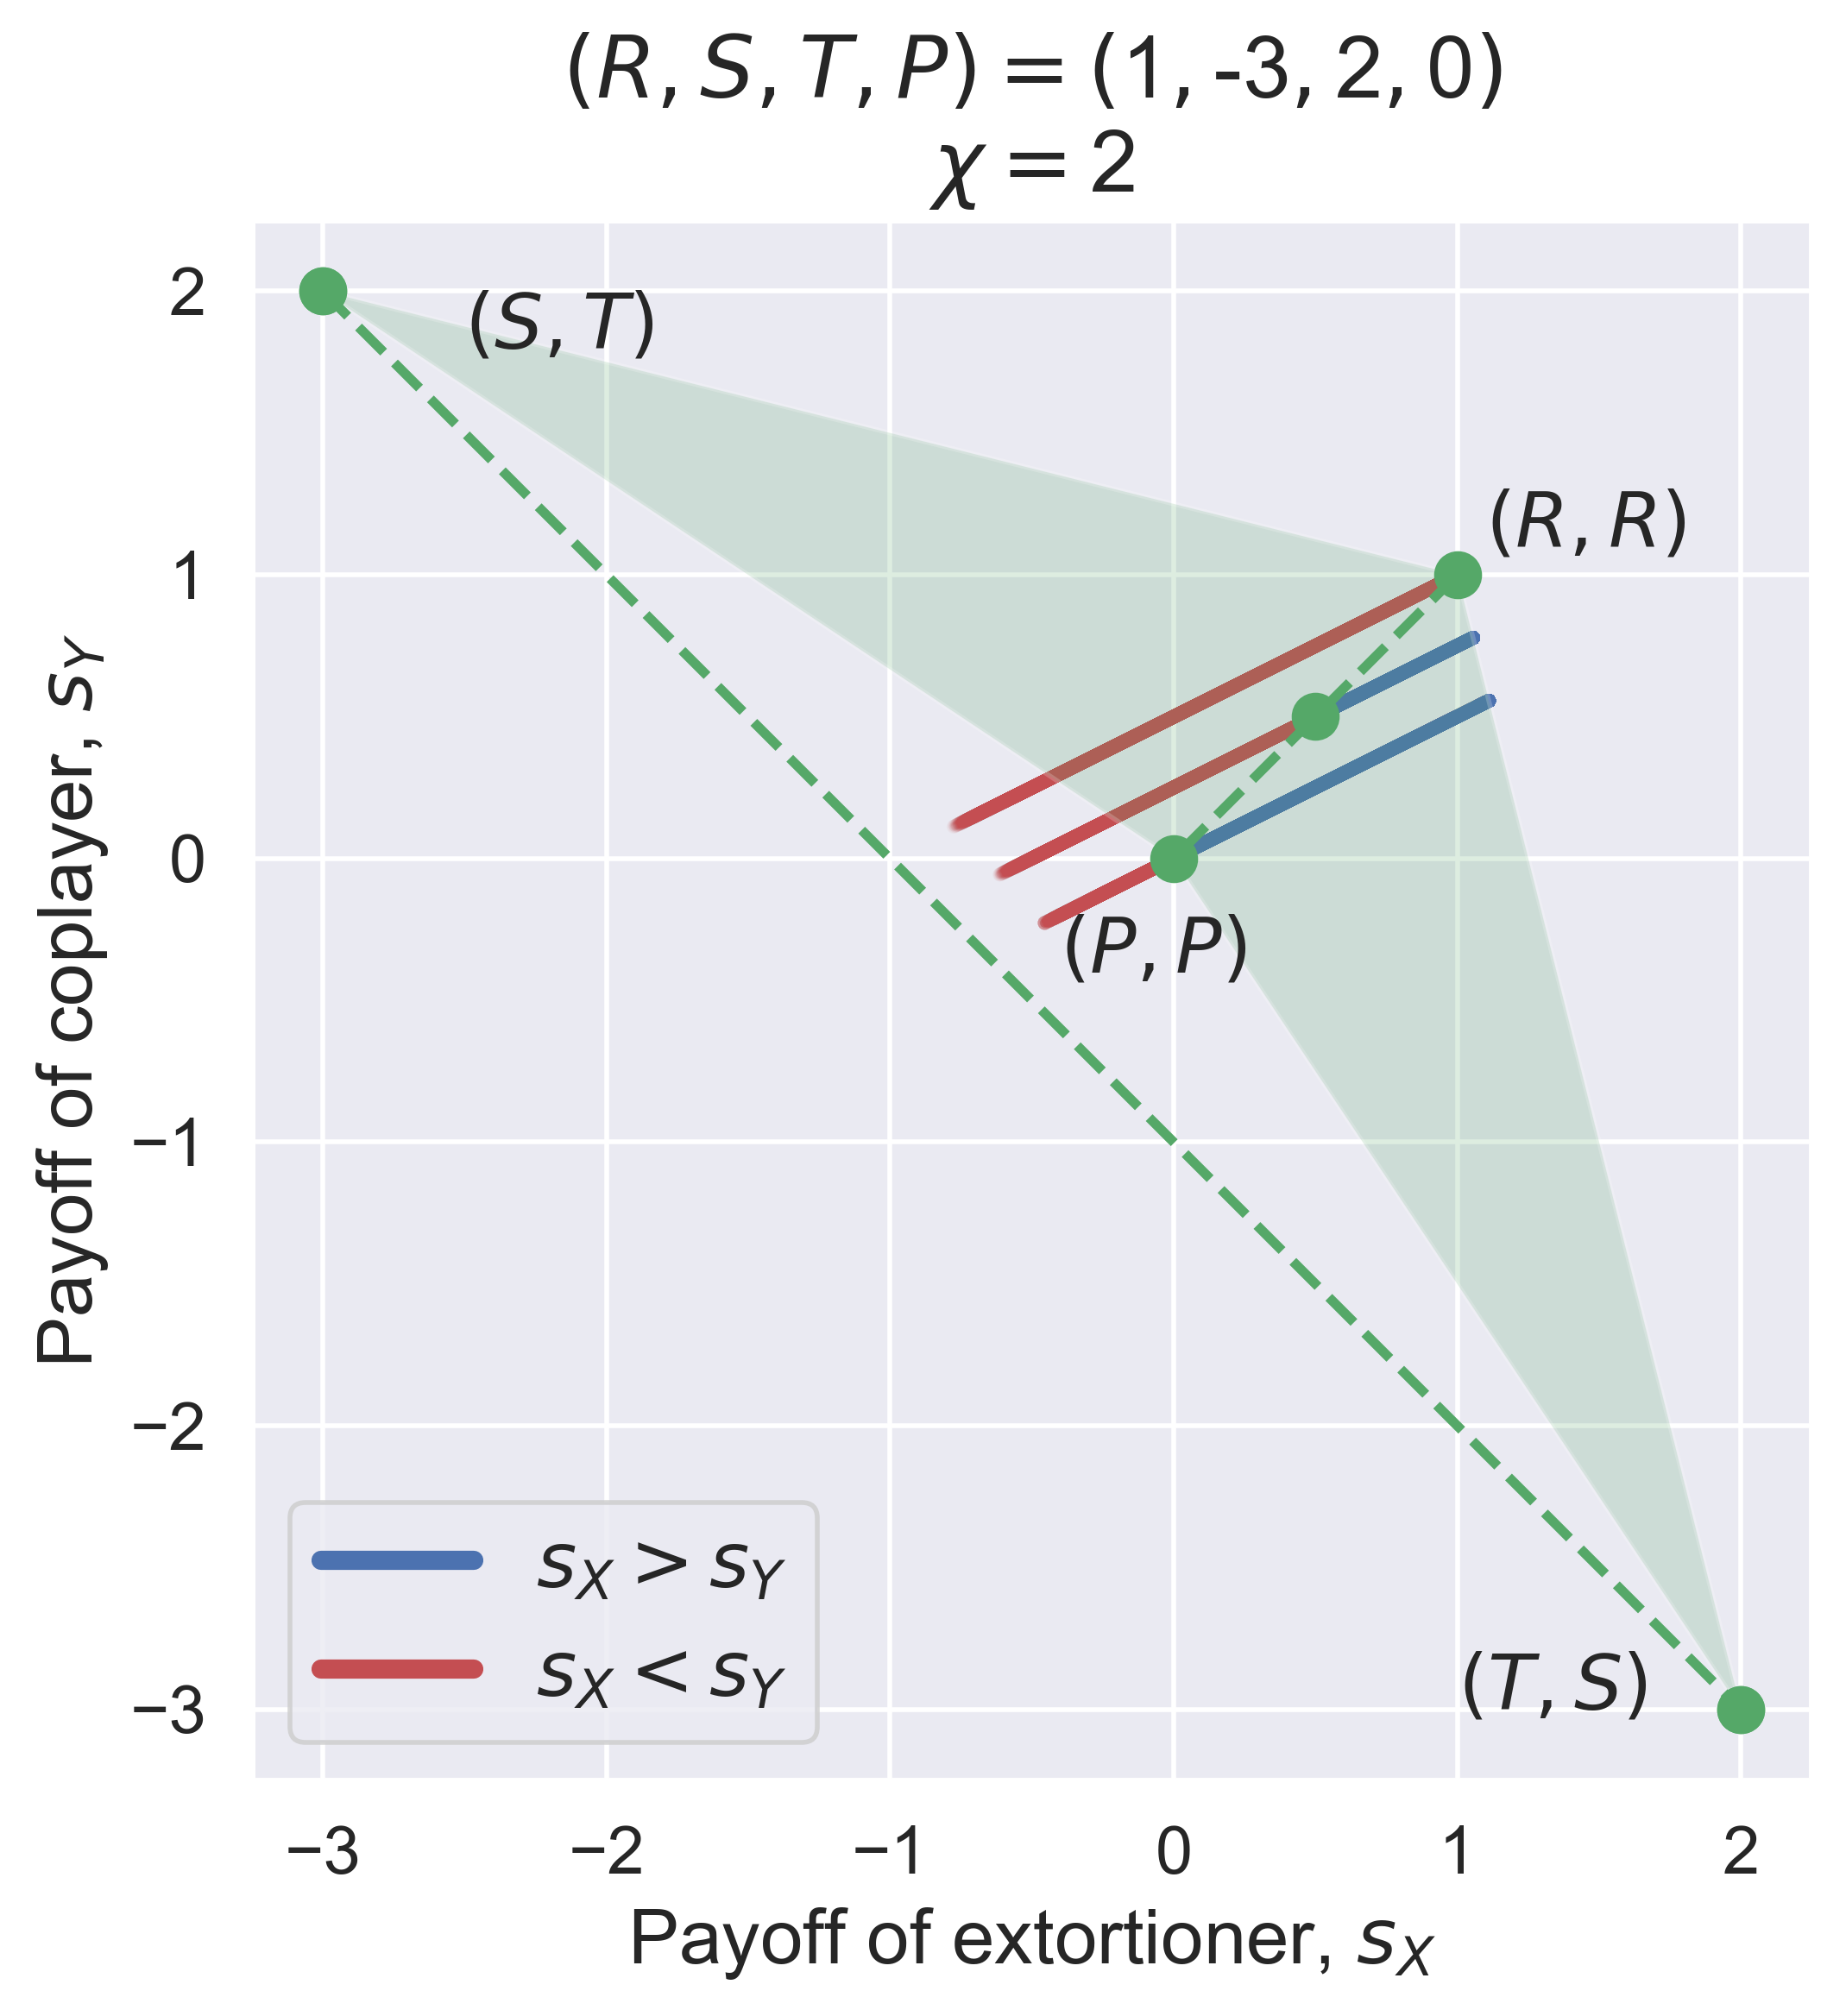 (R, S, T, P) = (1, -3, 2, 0)
χ = 2
(S, T)
(R, R)
(P, P)
(T, S)
2
1
0
−1
−2
−3
Payoff of coplayer, s_Y
s_X > s_Y
s_X < s_Y
−3 −2 −1 0 1 2
Payoff of extortioner, s_X